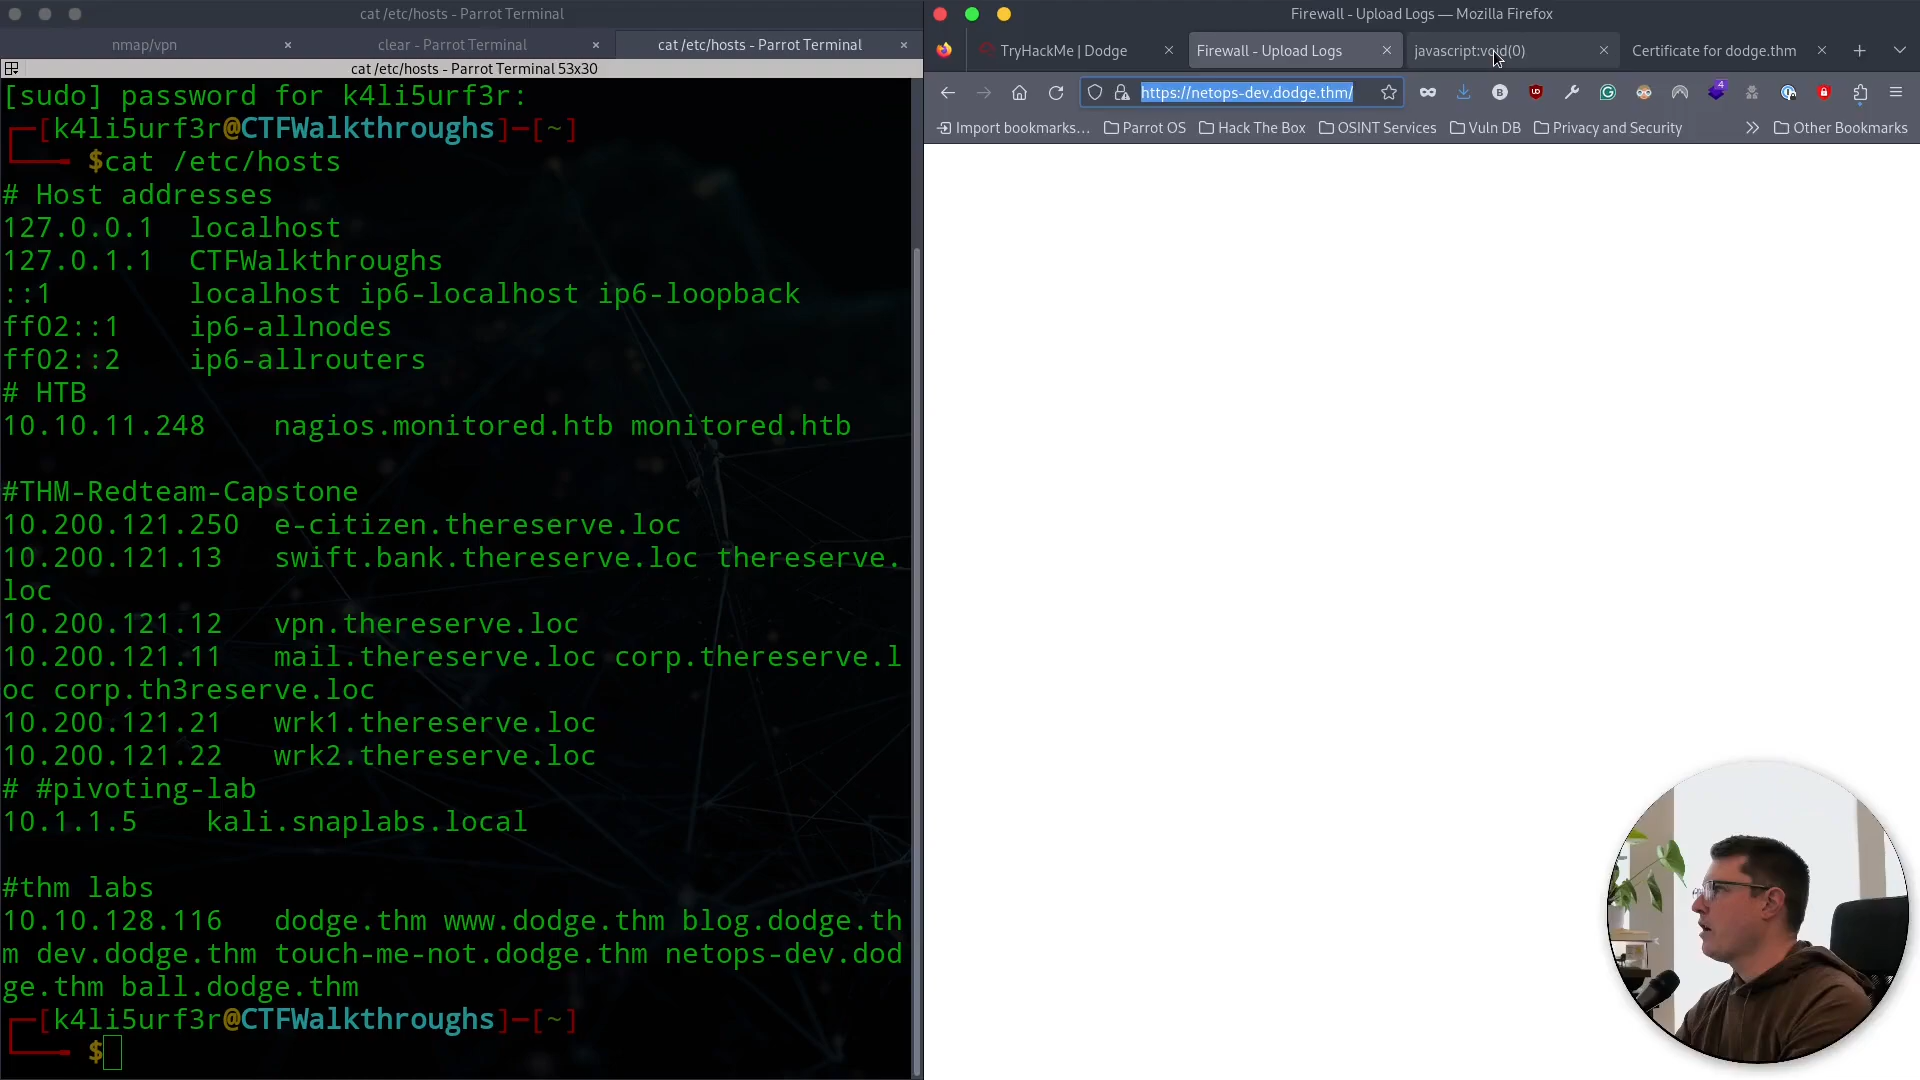 cat /etc/hosts - Parrot Terminal
nmap/vpn
clear - Parrot Terminal
cat /etc/hosts - Parrot Terminal
cat /etc/hosts - Parrot Terminal 53x30
[sudo] password for k4li5urf3r:
┌─[k4li5urf3r@CTFWalkthroughs]─[~]
└──╼ $cat /etc/hosts
# Host addresses
127.0.0.1  localhost
127.0.1.1  CTFWalkthroughs
::1        localhost ip6-localhost ip6-loopback
ff02::1    ip6-allnodes
ff02::2    ip6-allrouters
# HTB
10.10.11.248    nagios.monitored.htb monitored.htb
#THM-Redteam-Capstone
10.200.121.250  e-citizen.thereserve.loc
10.200.121.13   swift.bank.thereserve.loc thereserve.
loc
10.200.121.12   vpn.thereserve.loc
10.200.121.11   mail.thereserve.loc corp.thereserve.l
oc corp.th3reserve.loc
10.200.121.21   wrk1.thereserve.loc
10.200.121.22   wrk2.thereserve.loc
# #pivoting-lab
10.1.1.5    kali.snaplabs.local
#thm labs
10.10.128.116   dodge.thm www.dodge.thm blog.dodge.th
m dev.dodge.thm touch-me-not.dodge.thm netops-dev.dod
ge.thm ball.dodge.thm
┌─[k4li5urf3r@CTFWalkthroughs]─[~]
└──╼ $
Firewall - Upload Logs — Mozilla Firefox
TryHackMe | Dodge
Firewall - Upload Logs
javascript:void(0)
Certificate for dodge.thm
https://netops-dev.dodge.thm/
4
Import bookmarks…
Parrot OS
Hack The Box
OSINT Services
Vuln DB
Privacy and Security
Other Bookmarks